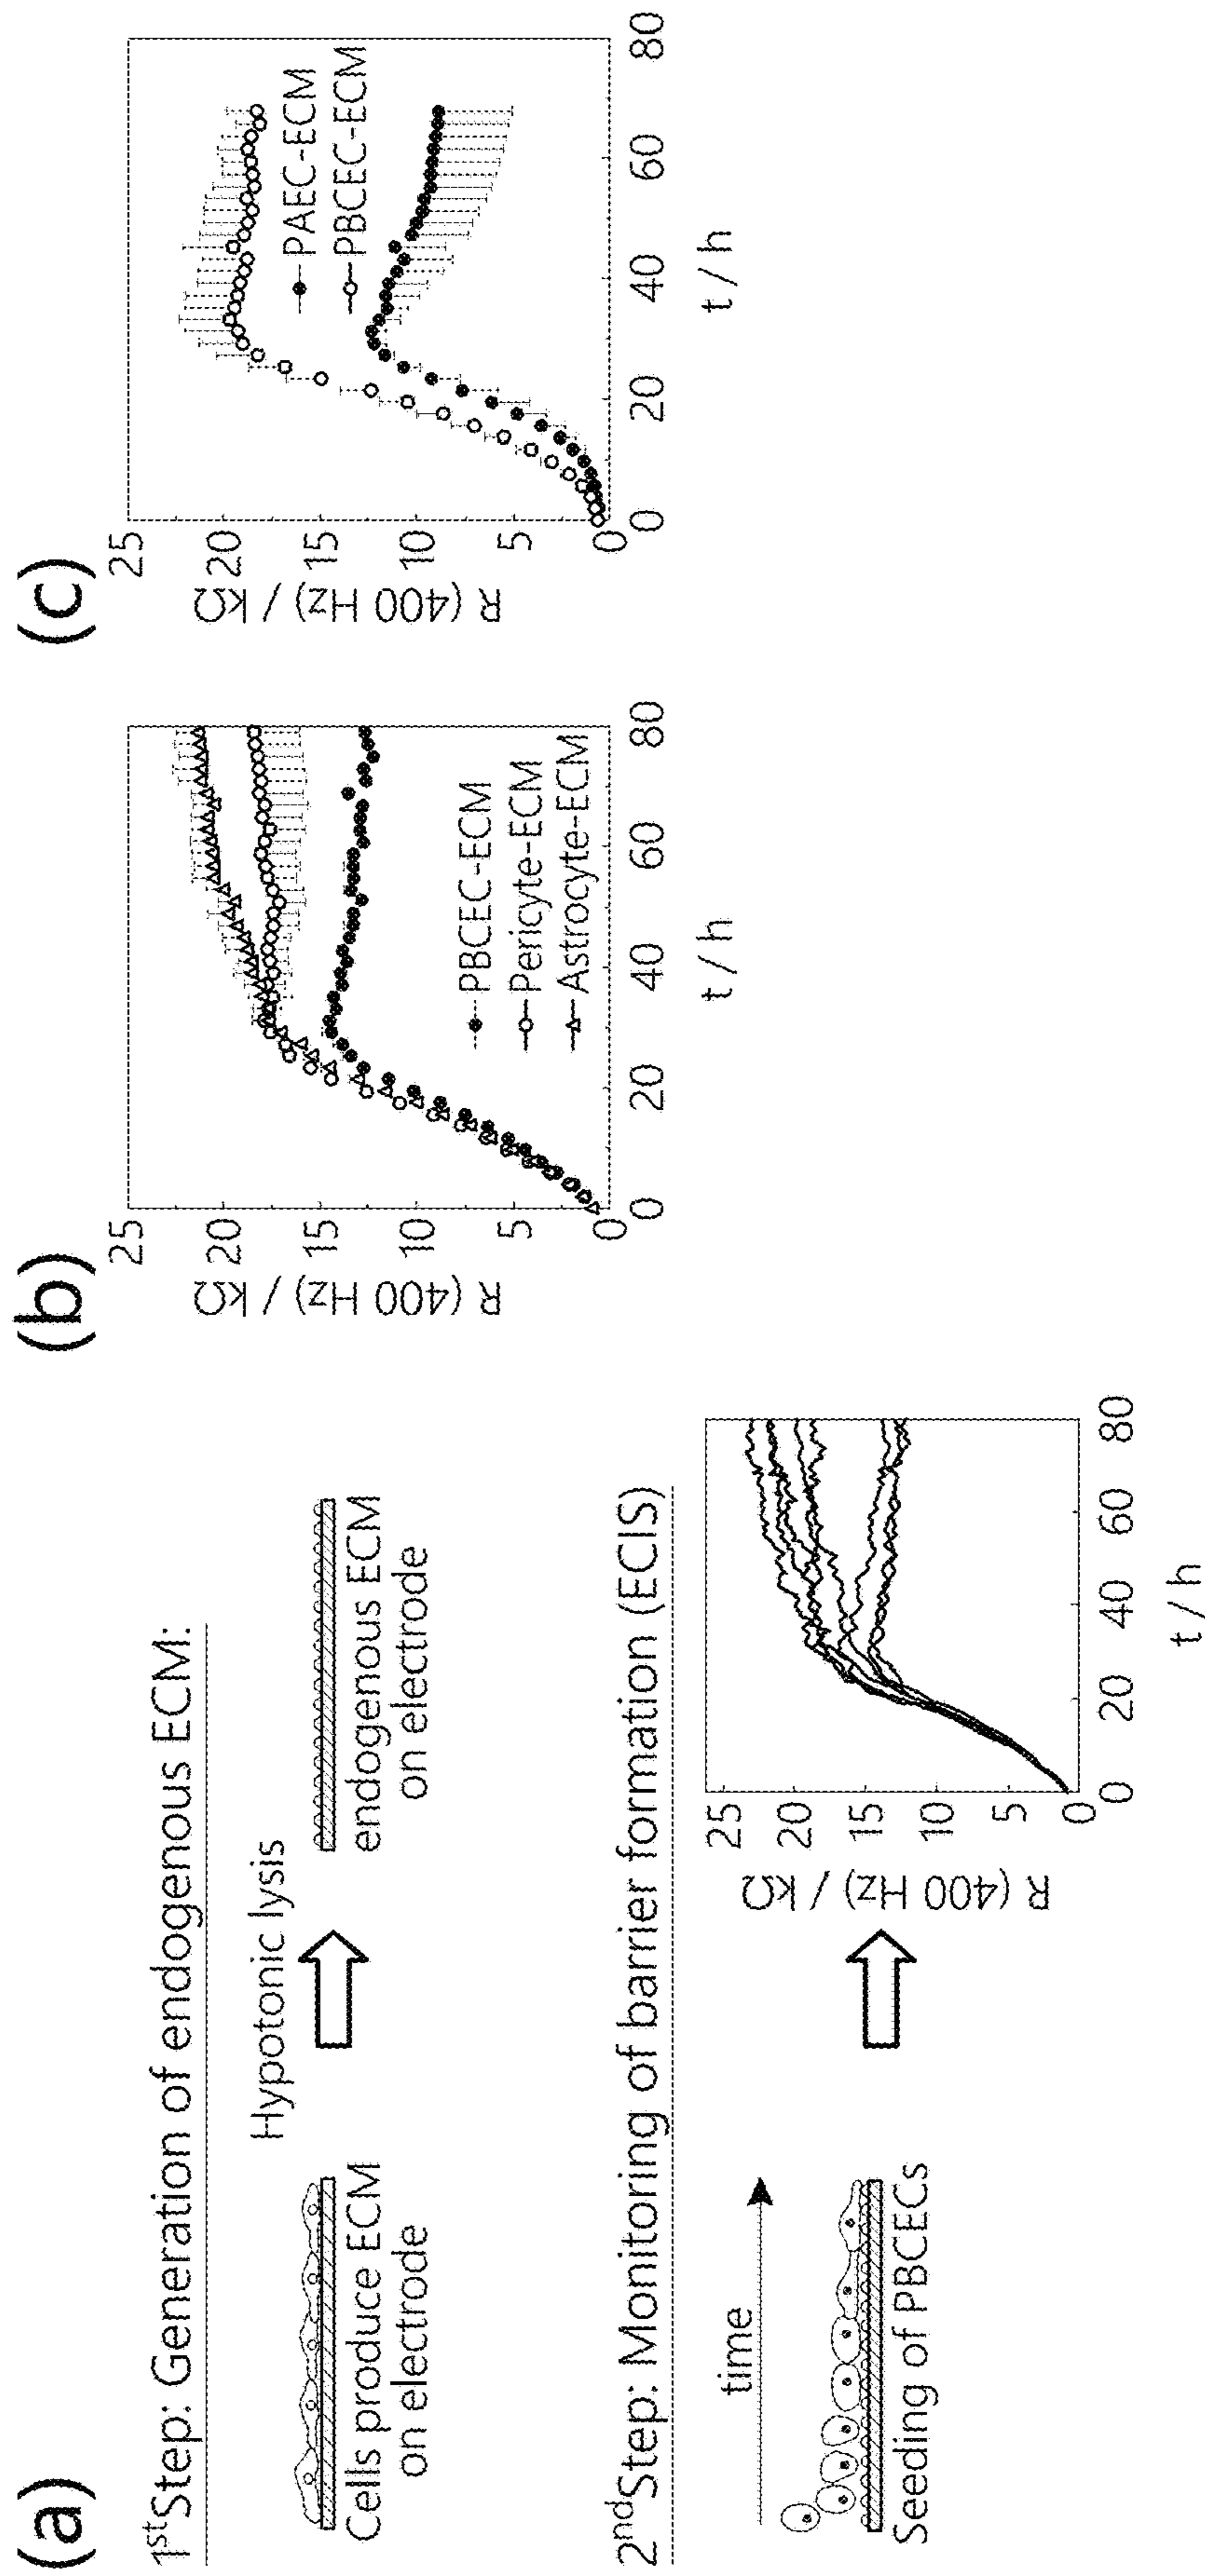 (a)
1stStep: Generation of endogenous ECM:
Hypotonic lysis
Cells produce ECM
on electrode
endogenous ECM
on electrode
2ndStep: Monitoring of barrier formation (ECIS)
time
Seeding of PBCECs
R (400 Hz) / kΩ
25
20
15
10
5
0
0 20 40 60 80
t / h
(b)
R (400 Hz) / kΩ
25
20
15
10
5
0
PBCEC-ECM
Pericyte-ECM
Astrocyte-ECM
0 20 40 60 80
t / h
(c)
R (400 Hz) / kΩ
25
20
15
10
5
0
PAEC-ECM
PBCEC-ECM
0 20 40 60 80
t / h